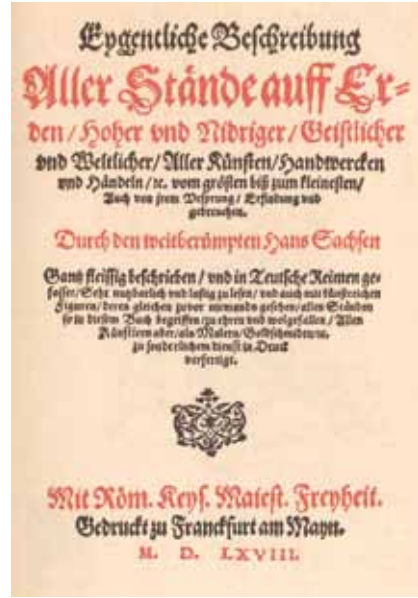 Eygentliche Beschreibung
Aller Stände auff Er-
den / Hoher vnd Nidriger / Geistlicher
vnd Weltlicher / Aller Künsten / Handwercken
vnd Händeln / ꝛc. vom grösten biß zum kleinesten /
Auch von jrem Vrsprung / Erfindung vnd
gebreuchen.
Durch den weitberümpten Hans Sachsen
Gantz fleissig beschrieben / vnd in Teutsche Reimen ge-
fasset / Sehr nutzbarlich vnd lustig zu lesen / vnd auch mit künstreichen
Figuren / deren gleichen zuvor niemands gesehen / allen Ständen
so in diesem Buch begriffen / zu ehren vnd wolgefallen / Allen
Künstlern aber / als Malern / Goldschmiden / ꝛc.
zu sonderlichem dienst in Druck
verfertigt.
Mit Röm. Keys. Maiest. Freyheit.
Gedruckt zu Franckfurt am Mayn.
M. D. LXVIII.